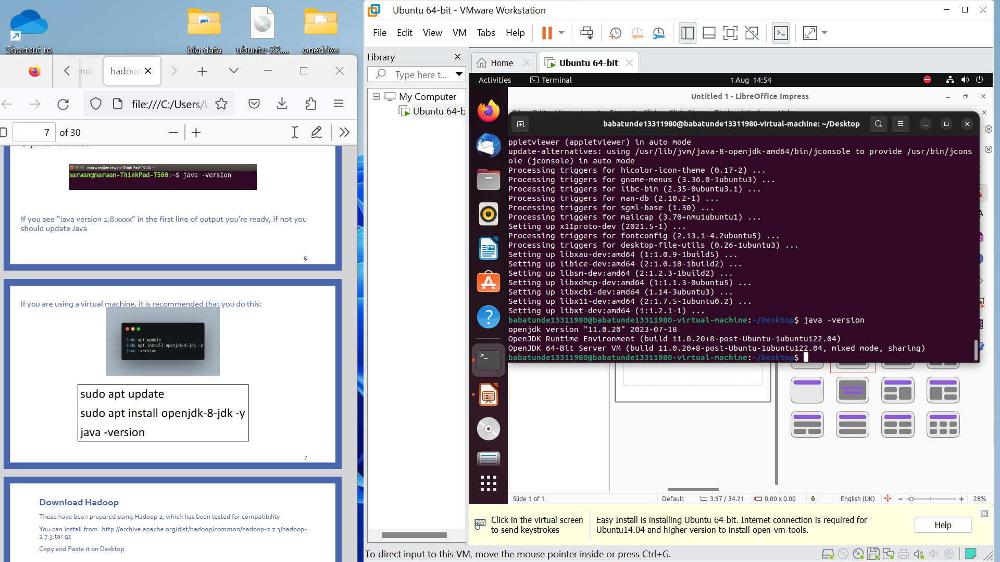 Shortcut to
big data
ubuntu-22....
onedrive
hadoop
file:///C:/Users/
7 of 30
marwan@marwan-ThinkPad-T560: ~
marwan@marwan-ThinkPad-T560:~$ java -version
If you see “java version 1.8.xxxx” in the first line of output you’re ready, if not you
should update Java
6
If you are using a virtual machine, it is recommended that you do this:
Sudo apt update
Sudo apt install openjdk-8-jdk -y
java -version
sudo apt update
sudo apt install openjdk-8-jdk -y
java -version
7
Download Hadoop
These have been prepared using Hadoop 2, which has been tested for compatibility
You can install from: http://archive.apache.org/dist/hadoop/common/hadoop-2.7.3/hadoop-
2.7.3.tar.gz
Copy and Paste it on Desktop
Ubuntu 64-bit - VMware Workstation
File Edit View VM Tabs Help
Library
Type here t...
My Computer
Ubuntu 64-b
Home
Ubuntu 64-bit
Activities
Terminal
1 Aug 14:54
Untitled 1 - LibreOffice Impress
babatunde13311980@babatunde13311980-virtual-machine: ~/Desktop
ppletviewer (appletviewer) in auto mode
update-alternatives: using /usr/lib/jvm/java-8-openjdk-amd64/bin/jconsole to provide /usr/bin/jcons
ole (jconsole) in auto mode
Processing triggers for hicolor-icon-theme (0.17-2) ...
Processing triggers for gnome-menus (3.36.0-1ubuntu3) ...
Processing triggers for libc-bin (2.35-0ubuntu3.1) ...
Processing triggers for man-db (2.10.2-1) ...
Processing triggers for sgml-base (1.30) ...
Processing triggers for mailcap (3.70+nmu1ubuntu1) ...
Setting up x11proto-dev (2021.5-1) ...
Processing triggers for fontconfig (2.13.1-4.2ubuntu5) ...
Processing triggers for desktop-file-utils (0.26-1ubuntu3) ...
Setting up libxau-dev:amd64 (1:1.0.9-1build5) ...
Setting up libice-dev:amd64 (2:1.0.10-1build2) ...
Setting up libsm-dev:amd64 (2:1.2.3-1build2) ...
Setting up libxdmcp-dev:amd64 (1:1.1.3-0ubuntu5) ...
Setting up libxcb1-dev:amd64 (1.14-3ubuntu3) ...
Setting up libx11-dev:amd64 (2:1.7.5-1ubuntu0.2) ...
Setting up libxt-dev:amd64 (1:1.2.1-1) ...
babatunde13311980@babatunde13311980-virtual-machine:~/Desktop$ java -version
openjdk version "11.0.20" 2023-07-18
OpenJDK Runtime Environment (build 11.0.20+8-post-Ubuntu-1ubuntu122.04)
OpenJDK 64-Bit Server VM (build 11.0.20+8-post-Ubuntu-1ubuntu122.04, mixed mode, sharing)
babatunde13311980@babatunde13311980-virtual-machine:~/Desktop$
Slide 1 of 1
Default
3.97 / 34.21
0.00 x 0.00
English (UK)
28%
Click in the virtual screen
to send keystrokes
Easy Install is installing Ubuntu 64-bit. Internet connection is required for
Ubuntu14.04 and higher version to install open-vm-tools.
Help
To direct input to this VM, move the mouse pointer inside or press Ctrl+G.